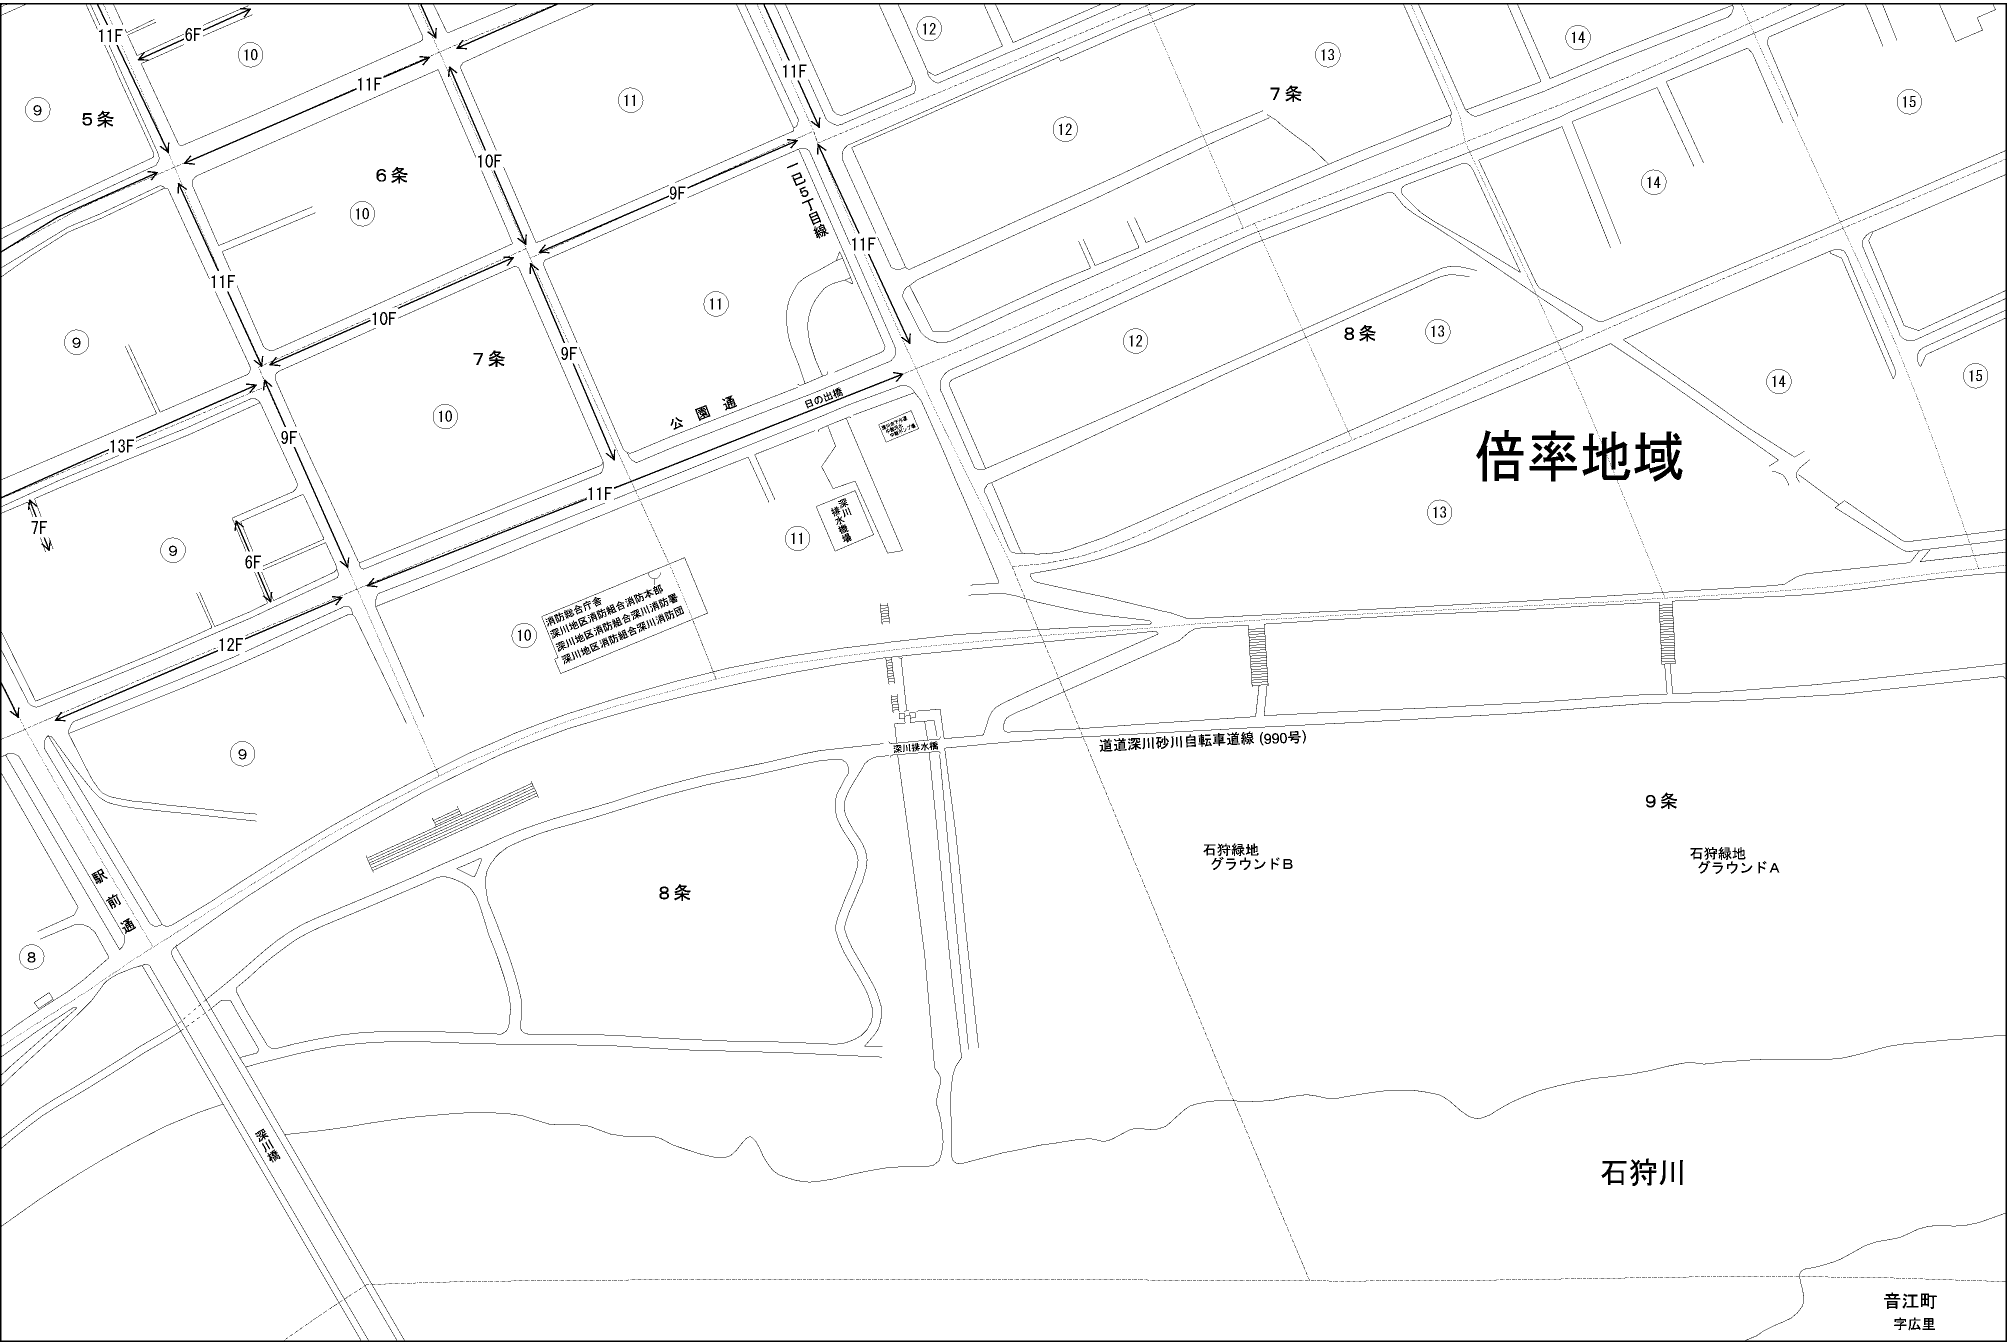 11F
6F
⑩
⑫
⑭
⑬
11F
11F
⑨
5条
⑪
7条
⑮
⑫
10F
6条
⑩
9F
一已5丁目線
⑭
11F
11F
⑪
10F
⑨
9F
7条
⑫
8条
⑬
⑭
⑮
⑩
公園通
日の出橋
13F
9F
倍率地域
11F
深川
排水機場
⑬
7F
⑨
6F
⑪
消防総合庁舎
深川地区消防組合消防本部
深川地区消防組合深川消防署
深川地区消防組合深川消防団
⑩
12F
⑨
深川排水橋
道道深川砂川自転車道線(990号)
9条
石狩緑地
グラウンドB
石狩緑地
グラウンドA
駅前通
8条
⑧
深川橋
石狩川
音江町
字広里